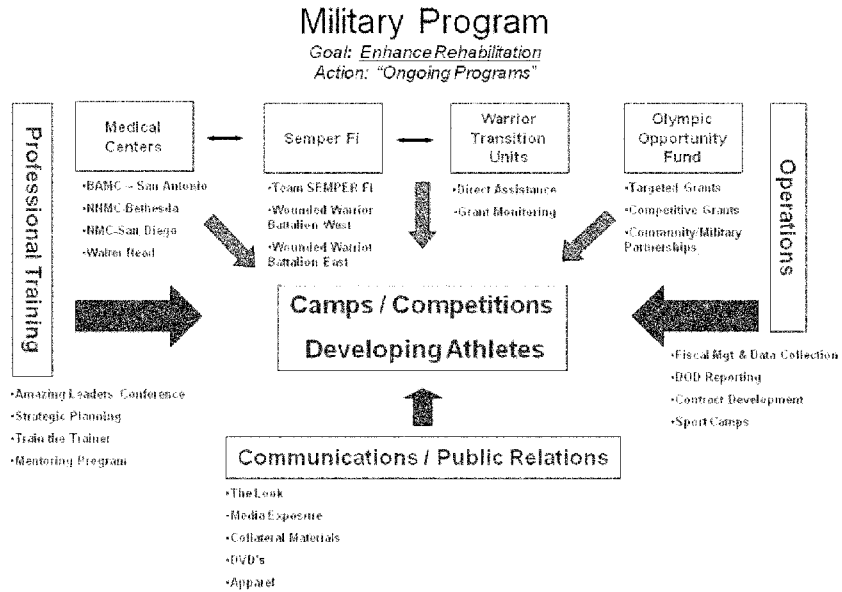 Military Program
Goal: Enhance Rehabilitation
Action: "Ongoing Programs"
Professional Training
Medical
Centers
•BAMC – San Antonio
•NNMC-Bethesda
•NMC-San Diego
•Walter Reed
Semper Fi
•Team SEMPER FI
•Wounded Warrior
Battalion West
•Wounded Warrior
Battalion East
Warrior
Transition
Units
•Direct Assistance
•Grant Monitoring
Olympic
Opportunity
Fund
•Targeted Grants
•Competitive Grants
•Community/Military
Partnerships
Operations
Camps / Competitions
Developing Athletes
•Amazing Leaders Conference
•Strategic Planning
•Train the Trainer
•Mentoring Program
•Fiscal Mgt & Data Collection
•DOD Reporting
•Contract Development
•Sport Camps
Communications / Public Relations
•The Look
•Media Exposure
•Collateral Materials
•DVD's
•Apparel